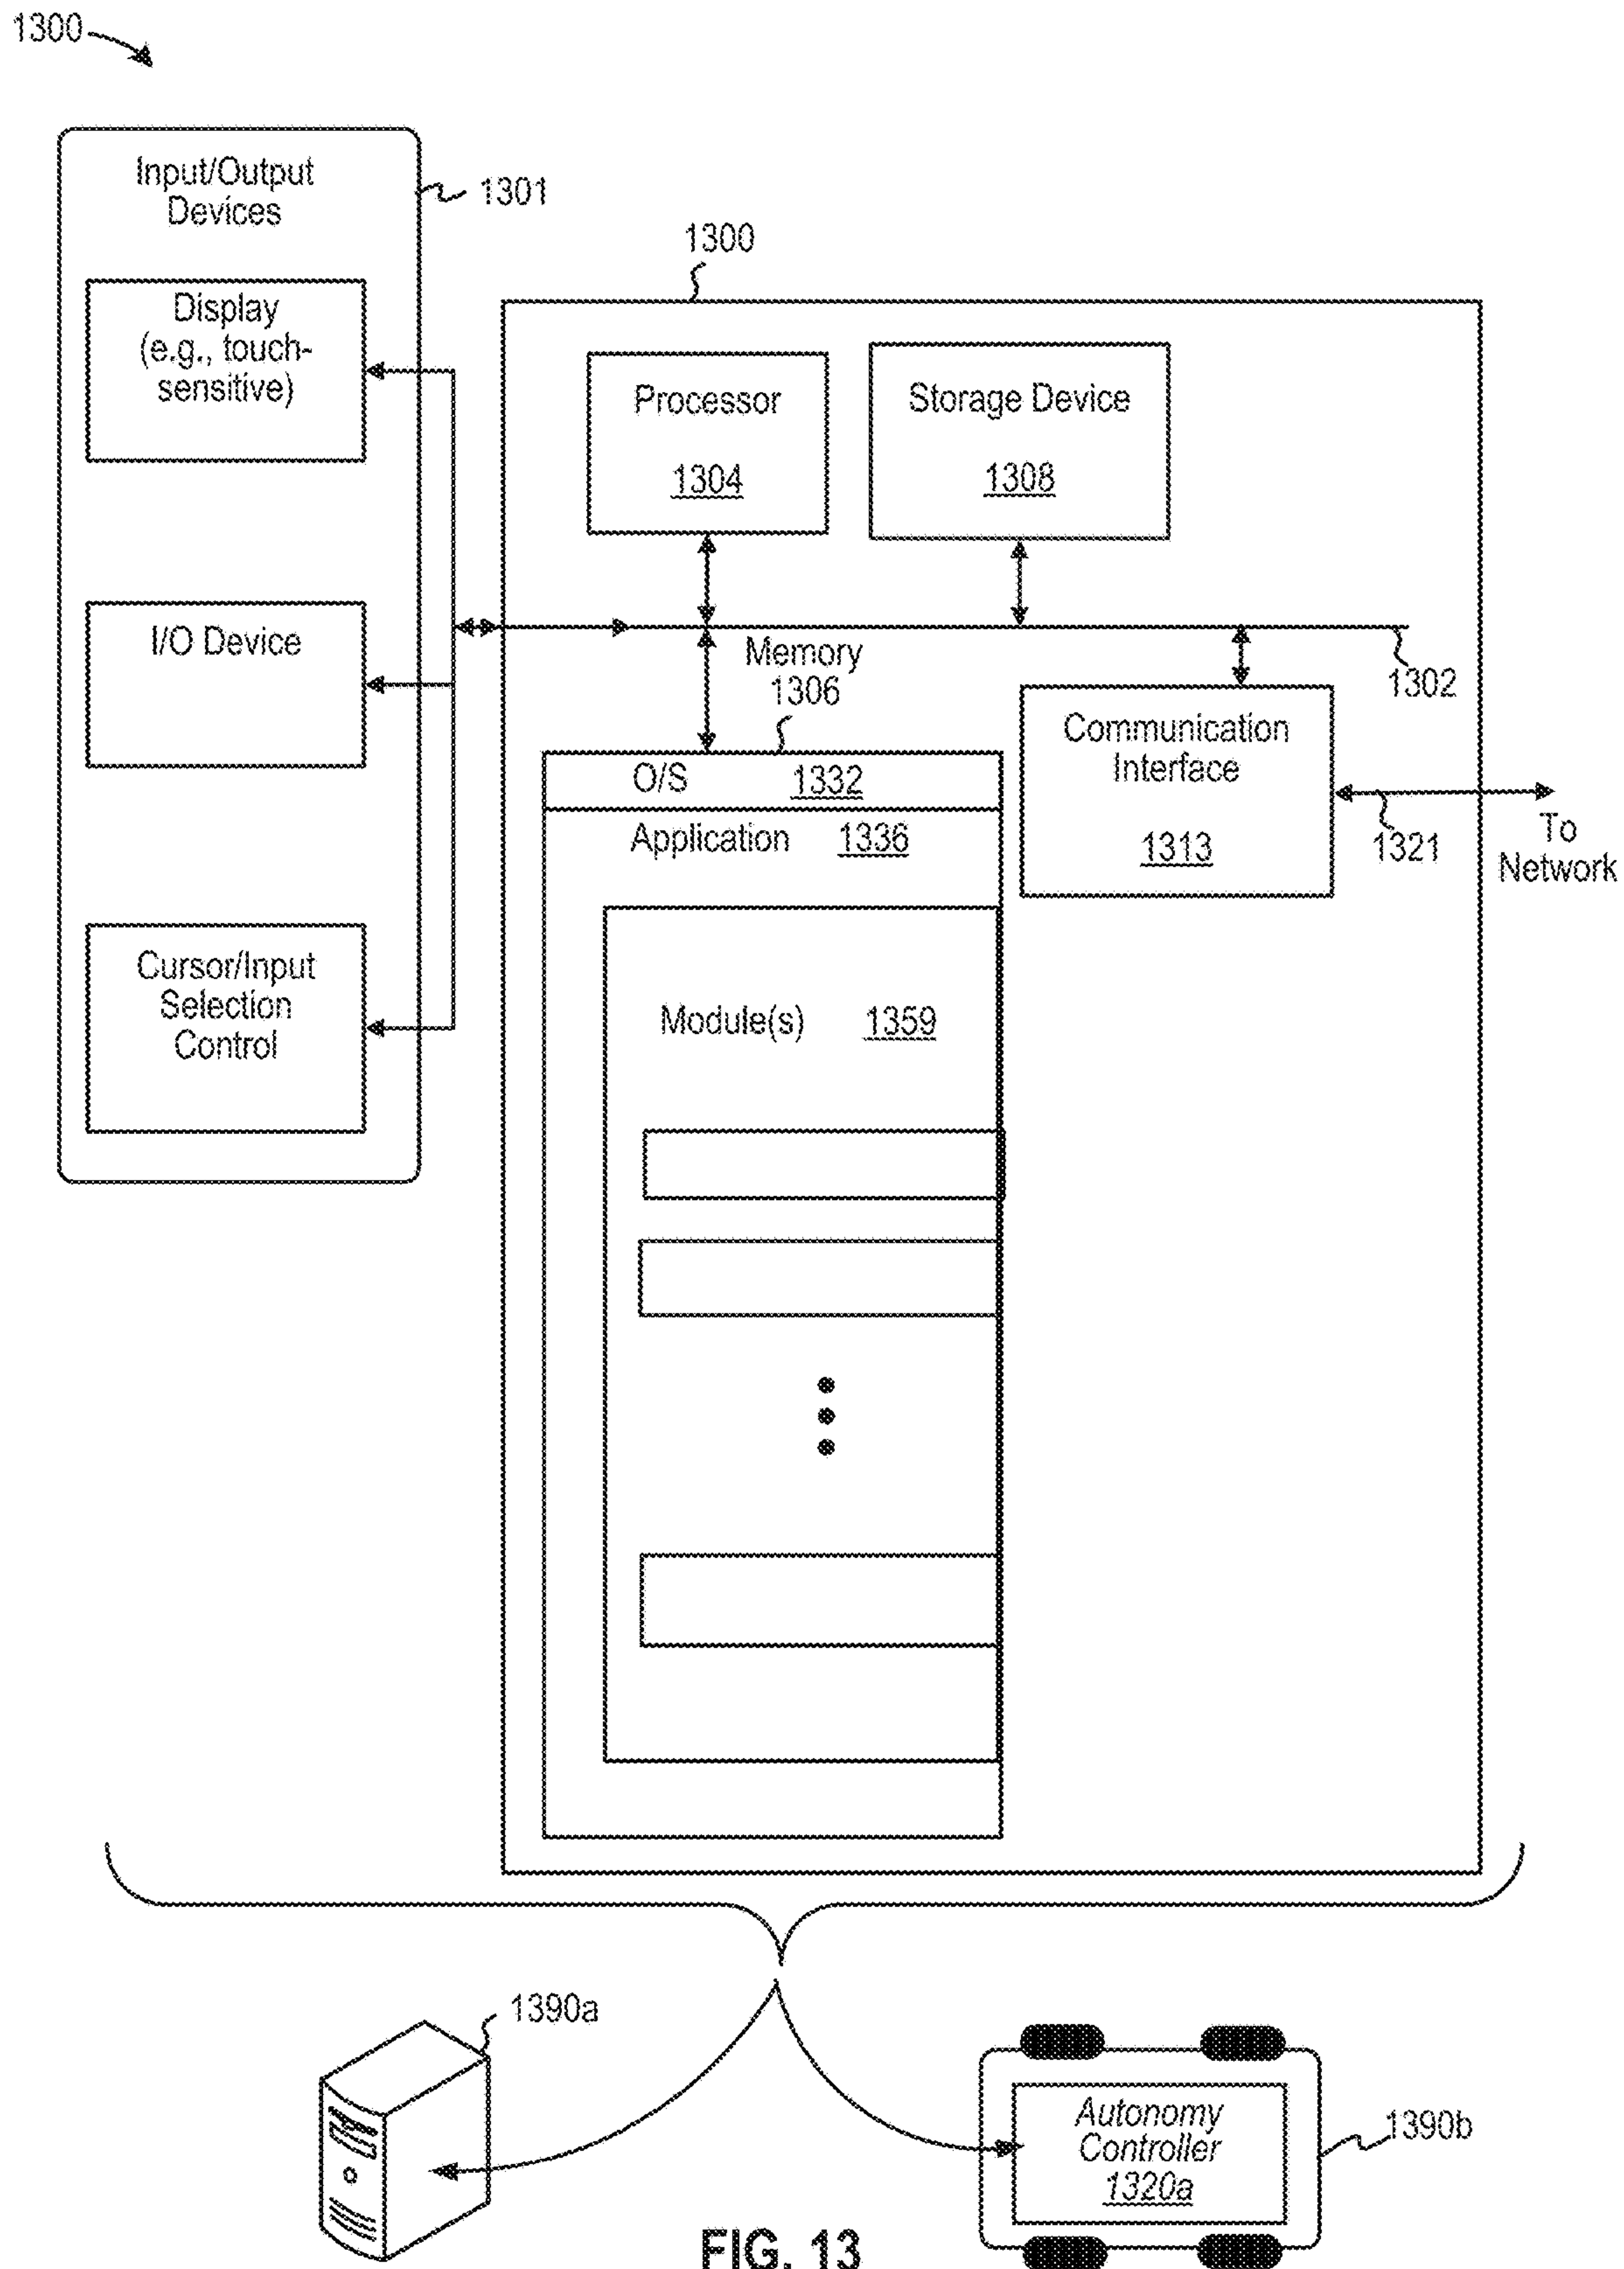 1300
Input/Output
Devices
1301
Display
(e.g., touch-
sensitive)
I/O Device
Cursor/Input
Selection
Control
1300
Processor
1304
Storage Device
1308
1302
Memory
1306
O/S 1332
Application 1336
Module(s) 1359
Communication
Interface
1313
1321
To
Network
1390a
Autonomy
Controller
1320a
1390b
FIG. 13